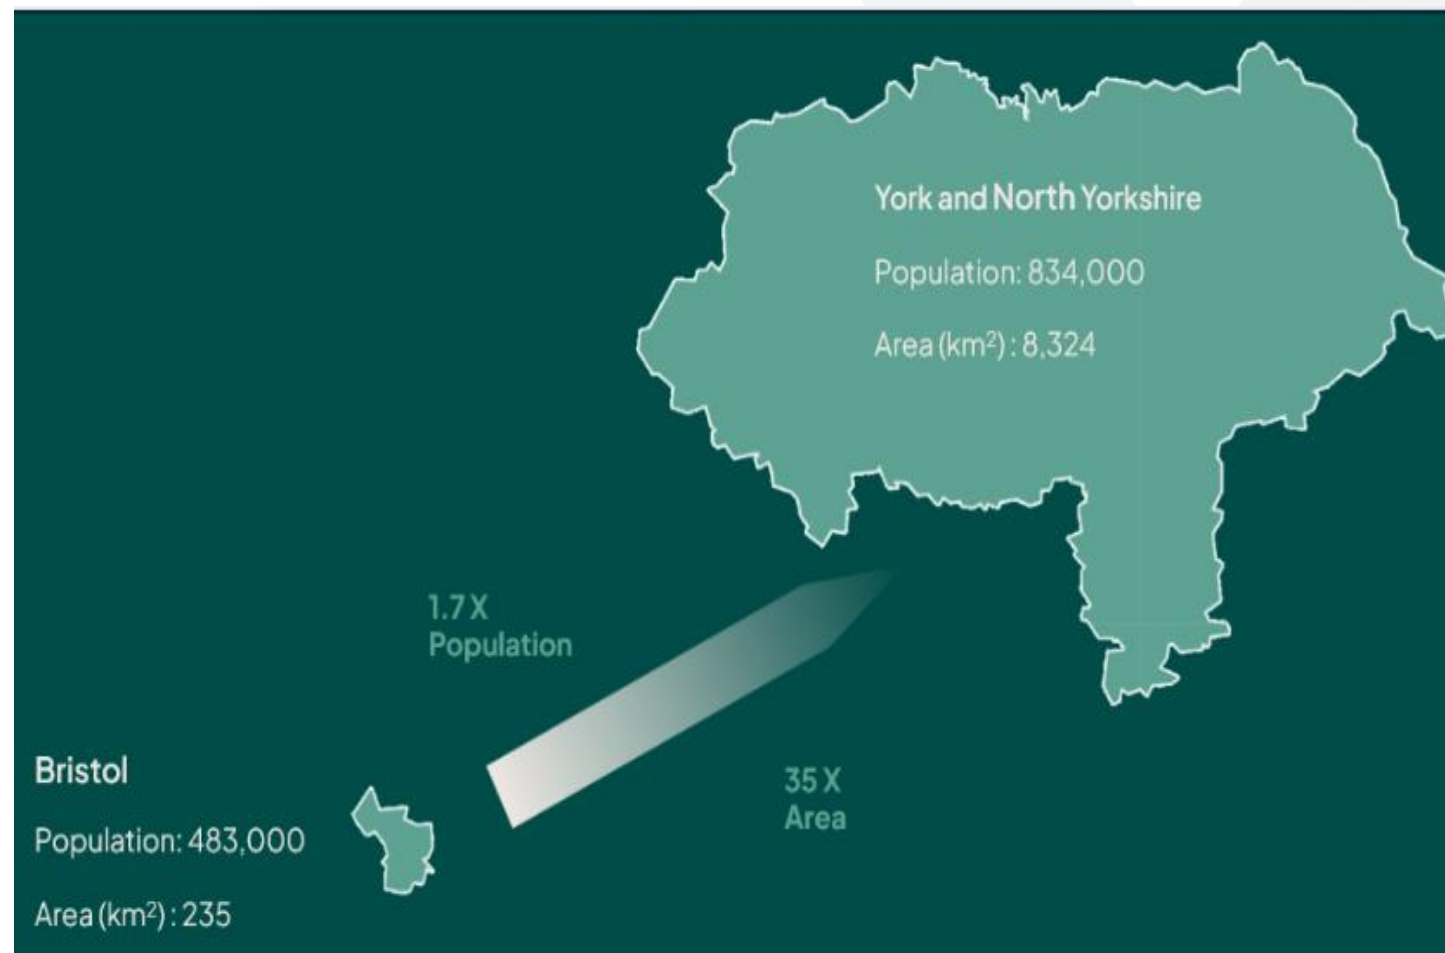 York and North Yorkshire
Population: 834,000
Area (km²) : 8,324
1.7 X
Population
35 X
Area
Bristol
Population: 483,000
Area (km²) : 235